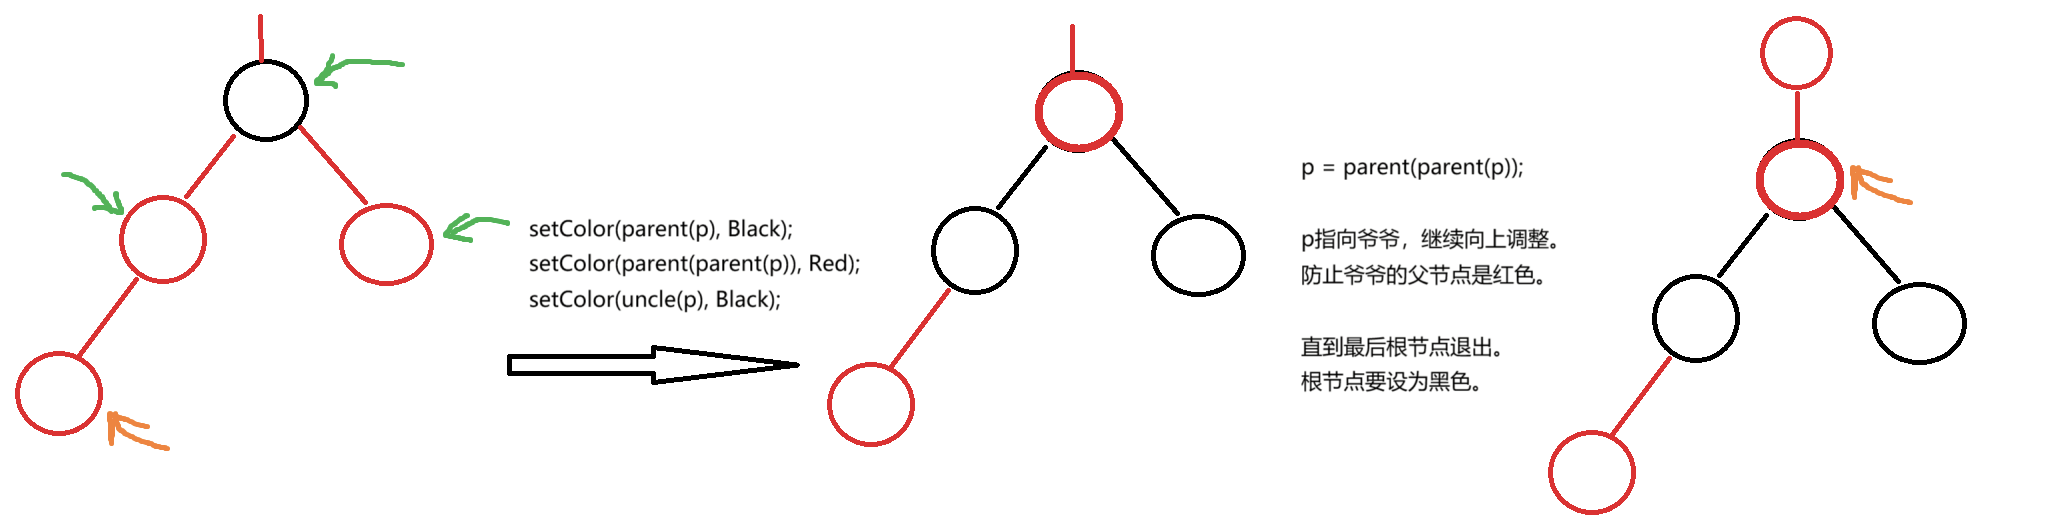 setColor(parent(p), Black);
setColor(parent(parent(p)), Red);
setColor(uncle(p), Black);
p = parent(parent(p));
p指向爷爷，继续向上调整。
防止爷爷的父节点是红色。
直到最后根节点退出。
根节点要设为黑色。